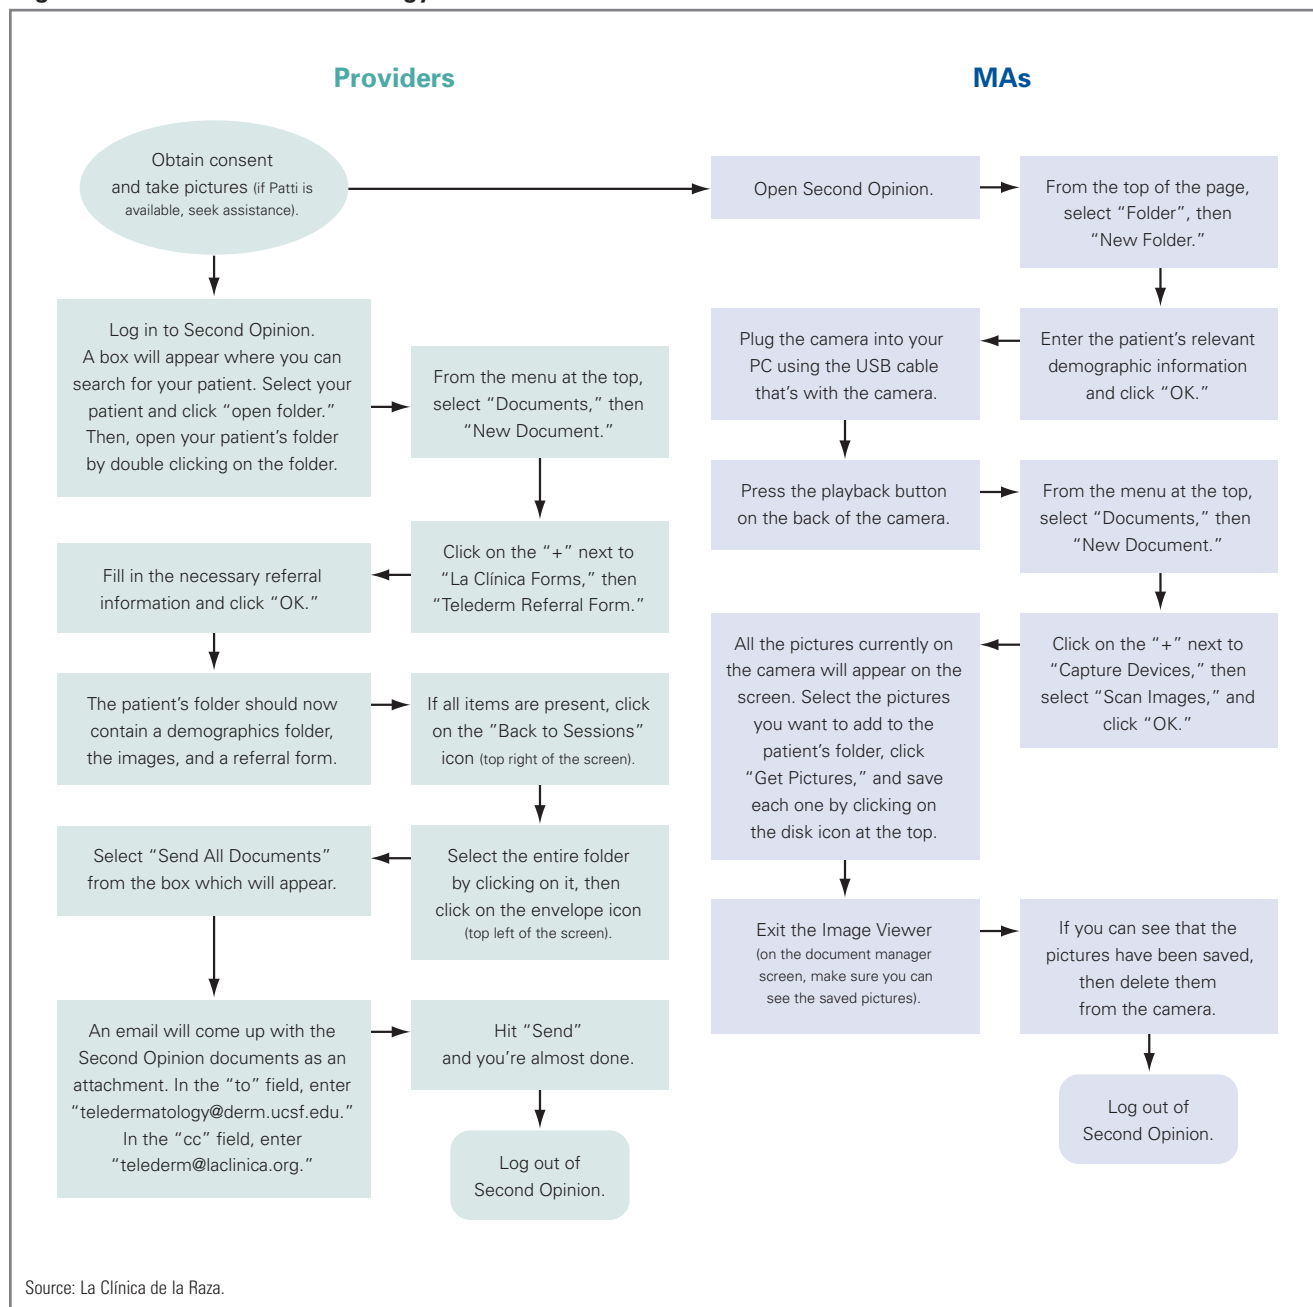 Providers
MAs
Obtain consent
and take pictures (if Patti is
available, seek assistance).
Log in to Second Opinion.
A box will appear where you can
search for your patient. Select your
patient and click “open folder.”
Then, open your patient’s folder
by double clicking on the folder.
From the menu at the top,
select “Documents,” then
“New Document.”
Click on the “+” next to
“La Clínica Forms,” then
“Telederm Referral Form.”
Fill in the necessary referral
information and click “OK.”
The patient’s folder should now
contain a demographics folder,
the images, and a referral form.
If all items are present, click
on the ”Back to Sessions”
icon (top right of the screen).
Select the entire folder
by clicking on it, then
click on the envelope icon
(top left of the screen).
Select “Send All Documents”
from the box which will appear.
An email will come up with the
Second Opinion documents as an
attachment. In the “to” field, enter
“teledermatology@derm.ucsf.edu.”
In the “cc” field, enter
“telederm@laclinica.org.”
Hit “Send”
and you’re almost done.
Log out of
Second Opinion.
Open Second Opinion.
From the top of the page,
select “Folder”, then
“New Folder.”
Enter the patient’s relevant
demographic information
and click “OK.”
Plug the camera into your
PC using the USB cable
that’s with the camera.
Press the playback button
on the back of the camera.
From the menu at the top,
select “Documents,” then
“New Document.”
Click on the “+” next to
“Capture Devices,” then
select “Scan Images,” and
click “OK.”
All the pictures currently on
the camera will appear on the
screen. Select the pictures
you want to add to the
patient’s folder, click
“Get Pictures,” and save
each one by clicking on
the disk icon at the top.
Exit the Image Viewer
(on the document manager
screen, make sure you can
see the saved pictures).
If you can see that the
pictures have been saved,
then delete them
from the camera.
Log out of
Second Opinion.
Source: La Clínica de la Raza.